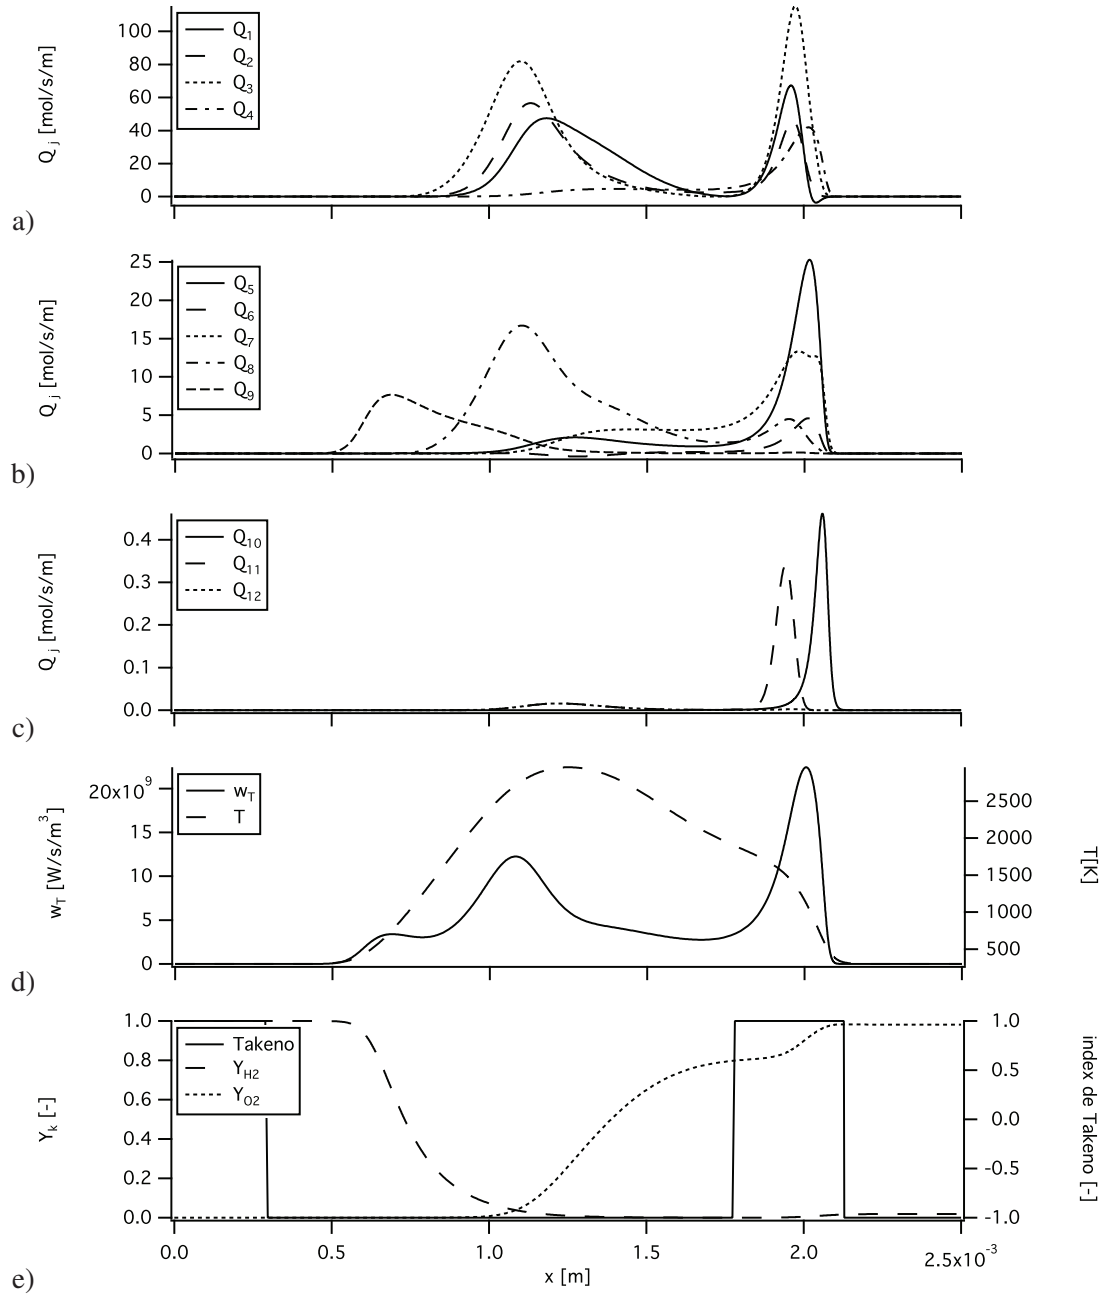 100
80
60
40
20
0
Q j [mol/s/m]
Q1
Q2
Q3
Q4
a)
25
20
15
10
5
0
Q j [mol/s/m]
Q5
Q6
Q7
Q8
Q9
b)
0.4
0.3
0.2
0.1
0.0
Q j [mol/s/m]
Q10
Q11
Q12
c)
20x10^9
15
10
5
0
wT [W/s/m^3]
wT
T
2500
2000
1500
1000
500
T[K]
d)
1.0
0.8
0.6
0.4
0.2
0.0
Yk [-]
Takeno
YH2
YO2
1.0
0.5
0.0
-0.5
-1.0
index de Takeno [-]
0.0 0.5 1.0 1.5 2.0 2.5x10^-3
x [m]
e)